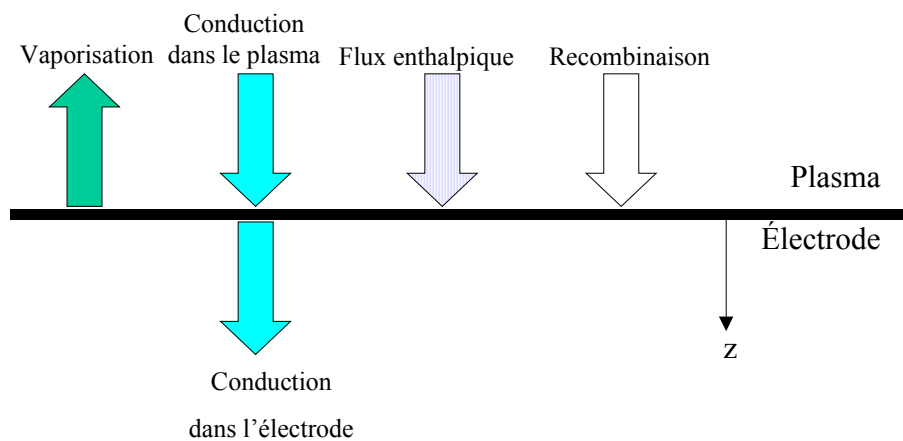 Conduction
dans le plasma
Vaporisation
Flux enthalpique
Recombinaison
Plasma
Électrode
z
Conduction
dans l’électrode